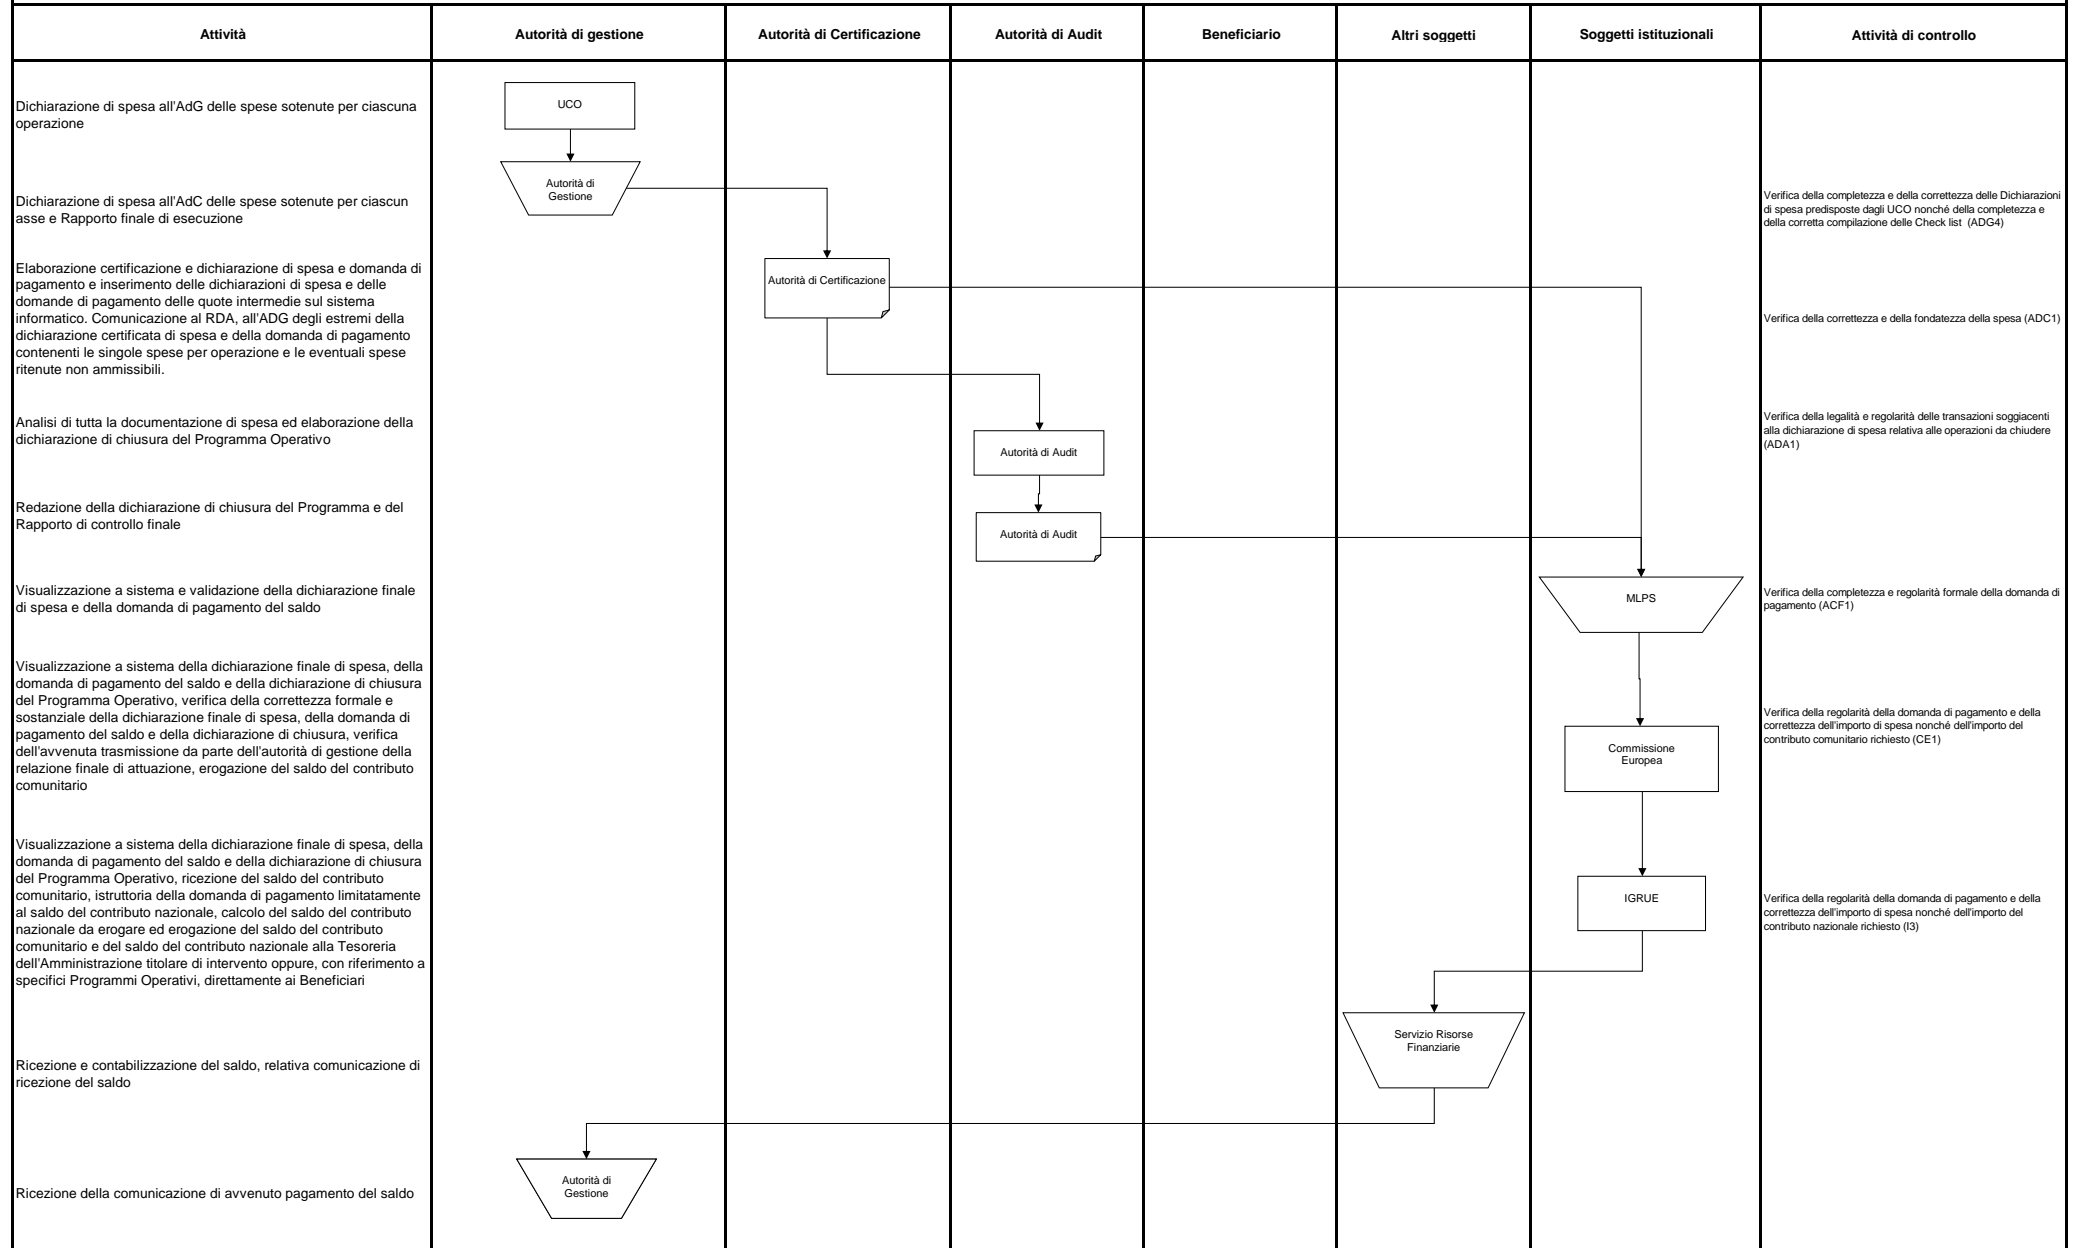 Attività
Autorità di gestione
Autorità di Certificazione
Autorità di Audit
Beneficiario
Altri soggetti
Soggetti istituzionali
Attività di controllo
Dichiarazione di spesa all'AdG delle spese sotenute per ciascuna
operazione
UCO
Dichiarazione di spesa all'AdC delle spese sotenute per ciascun
asse e Rapporto finale di esecuzione
Autorità di
Gestione
Verifica della completezza e della correttezza delle Dichiarazioni
di spesa predisposte dagli UCO nonché della completezza e
della corretta compilazione delle Check list (ADG4)
Elaborazione certificazione e dichiarazione di spesa e domanda di
pagamento e inserimento delle dichiarazioni di spesa e delle
domande di pagamento delle quote intermedie sul sistema
informatico. Comunicazione al RDA, all'ADG degli estremi della
dichiarazione certificata di spesa e della domanda di pagamento
contenenti le singole spese per operazione e le eventuali spese
ritenute non ammissibili.
Autorità di Certificazione
Verifica della correttezza e della fondatezza della spesa (ADC1)
Analisi di tutta la documentazione di spesa ed elaborazione della
dichiarazione di chiusura del Programma Operativo
Autorità di Audit
Verifica della legalità e regolarità delle transazioni soggiacenti
alla dichiarazione di spesa relativa alle operazioni da chiudere
(ADA1)
Redazione della dichiarazione di chiusura del Programma e del
Rapporto di controllo finale
Autorità di Audit
Visualizzazione a sistema e validazione della dichiarazione finale
di spesa e della domanda di pagamento del saldo
MLPS
Verifica della completezza e regolarità formale della domanda di
pagamento (ACF1)
Visualizzazione a sistema della dichiarazione finale di spesa, della
domanda di pagamento del saldo e della dichiarazione di chiusura
del Programma Operativo, verifica della correttezza formale e
sostanziale della dichiarazione finale di spesa, della domanda di
pagamento del saldo e della dichiarazione di chiusura, verifica
dell'avvenuta trasmissione da parte dell'autorità di gestione della
relazione finale di attuazione, erogazione del saldo del contributo
comunitario
Commissione
Europea
Verifica della regolarità della domanda di pagamento e della
correttezza dell'importo di spesa nonché dell'importo del
contributo comunitario richiesto (CE1)
Visualizzazione a sistema della dichiarazione finale di spesa, della
domanda di pagamento del saldo e della dichiarazione di chiusura
del Programma Operativo, ricezione del saldo del contributo
comunitario, istruttoria della domanda di pagamento limitatamente
al saldo del contributo nazionale, calcolo del saldo del contributo
nazionale da erogare ed erogazione del saldo del contributo
comunitario e del saldo del contributo nazionale alla Tesoreria
dell'Amministrazione titolare di intervento oppure, con riferimento a
specifici Programmi Operativi, direttamente ai Beneficiari
IGRUE
Verifica della regolarità della domanda di pagamento e della
correttezza dell'importo di spesa nonché dell'importo del
contributo nazionale richiesto (I3)
Ricezione e contabilizzazione del saldo, relativa comunicazione di
ricezione del saldo
Servizio Risorse
Finanziarie
Ricezione della comunicazione di avvenuto pagamento del saldo
Autorità di
Gestione